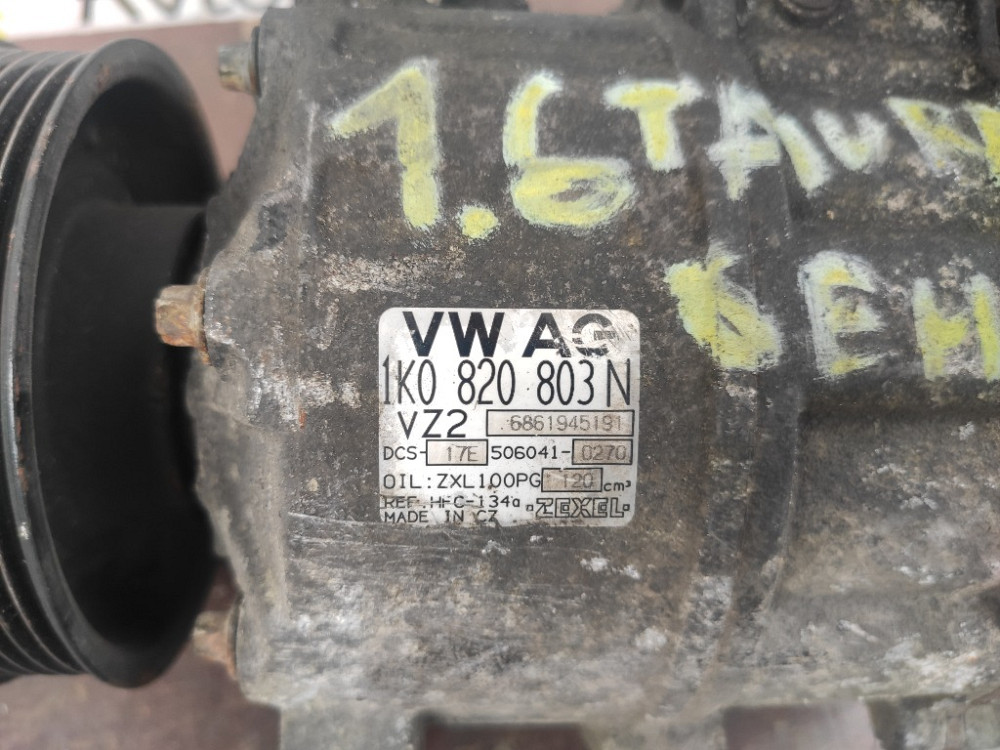 1.6 TAURAN
БЕН
VW AG
1K0 820 803 N
VZ2 6861945191
DCS- 17E 506041- 0270
OIL: ZXL100PG 120 cm³
REF. HFC-134a ZEXEL
MADE IN CZ